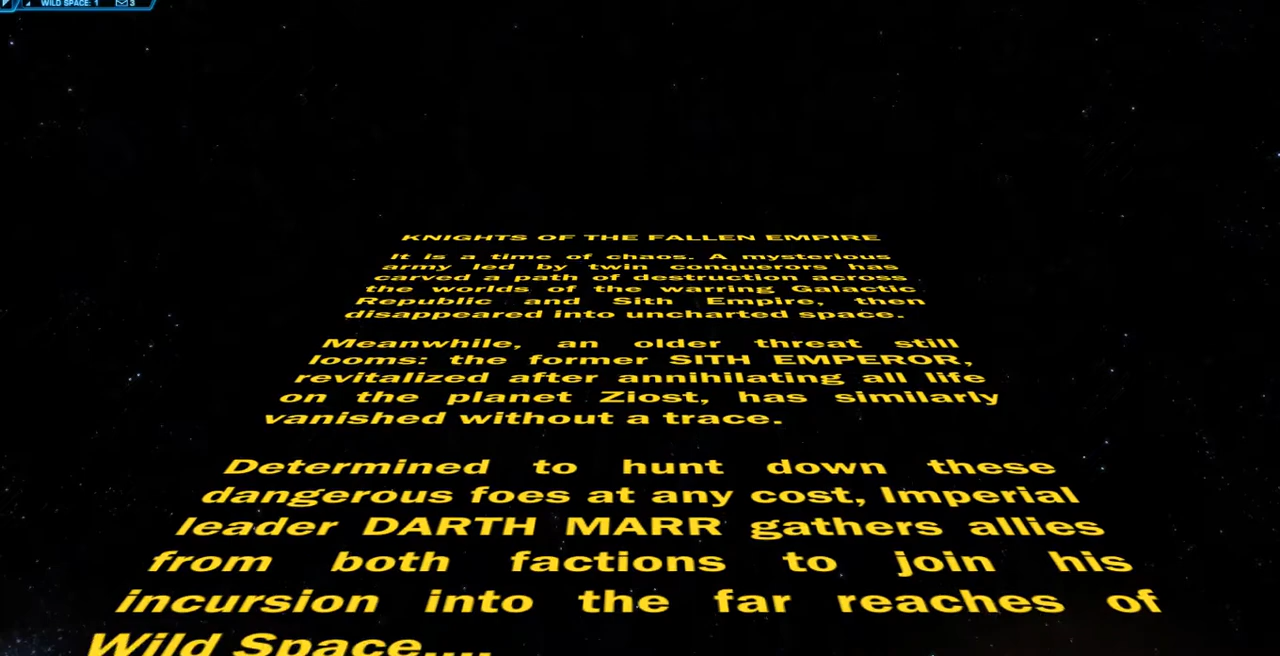 WILD SPACE: 1 3
KNIGHTS OF THE FALLEN EMPIRE
It is a time of chaos. A mysterious
army led by twin conquerors has
carved a path of destruction across
the worlds of the warring Galactic
Republic and Sith Empire, then
disappeared into uncharted space.
Meanwhile, an older threat still
looms: the former SITH EMPEROR,
revitalized after annihilating all life
on the planet Ziost, has similarly
vanished without a trace.
Determined to hunt down these
dangerous foes at any cost, Imperial
leader DARTH MARR gathers allies
from both factions to join his
incursion into the far reaches of
Wild Space....